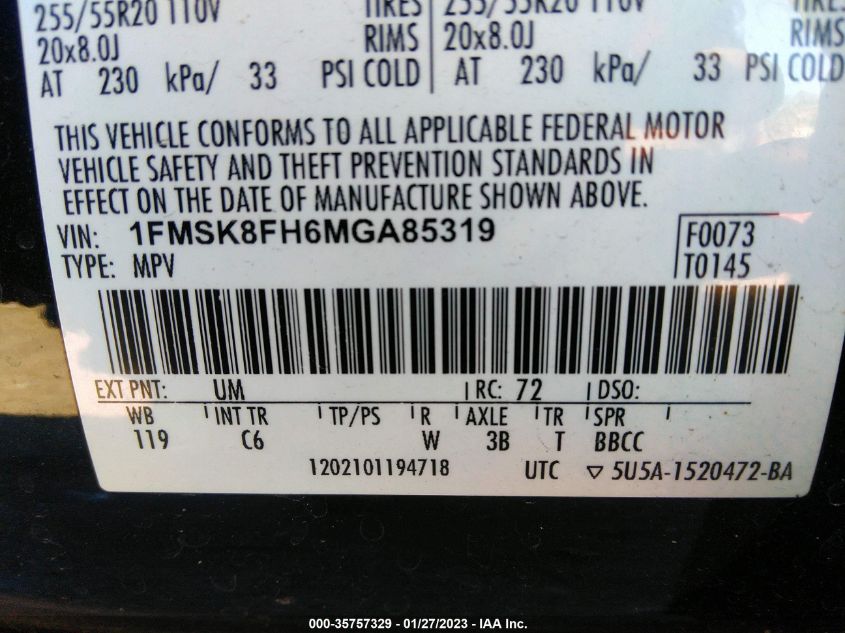 255/55R20 110V TIRES 255/55R20 110V TIRES
20x8.0J RIMS 20x8.0J RIMS
AT 230 kPa/ 33 PSI COLD AT 230 kPa/ 33 PSI COLD
THIS VEHICLE CONFORMS TO ALL APPLICABLE FEDERAL MOTOR
VEHICLE SAFETY AND THEFT PREVENTION STANDARDS IN
EFFECT ON THE DATE OF MANUFACTURE SHOWN ABOVE.
VIN: 1FMSK8FH6MGA85319 F0073
TYPE: MPV T0145
EXT PNT: UM RC: 72 DSO:
WB INT TR TP/PS R AXLE TR SPR
119 C6 W 3B T BBCC
1202101194718 UTC ▽ 5U5A-1520472-BA
000-35757329 - 01/27/2023 - IAA Inc.